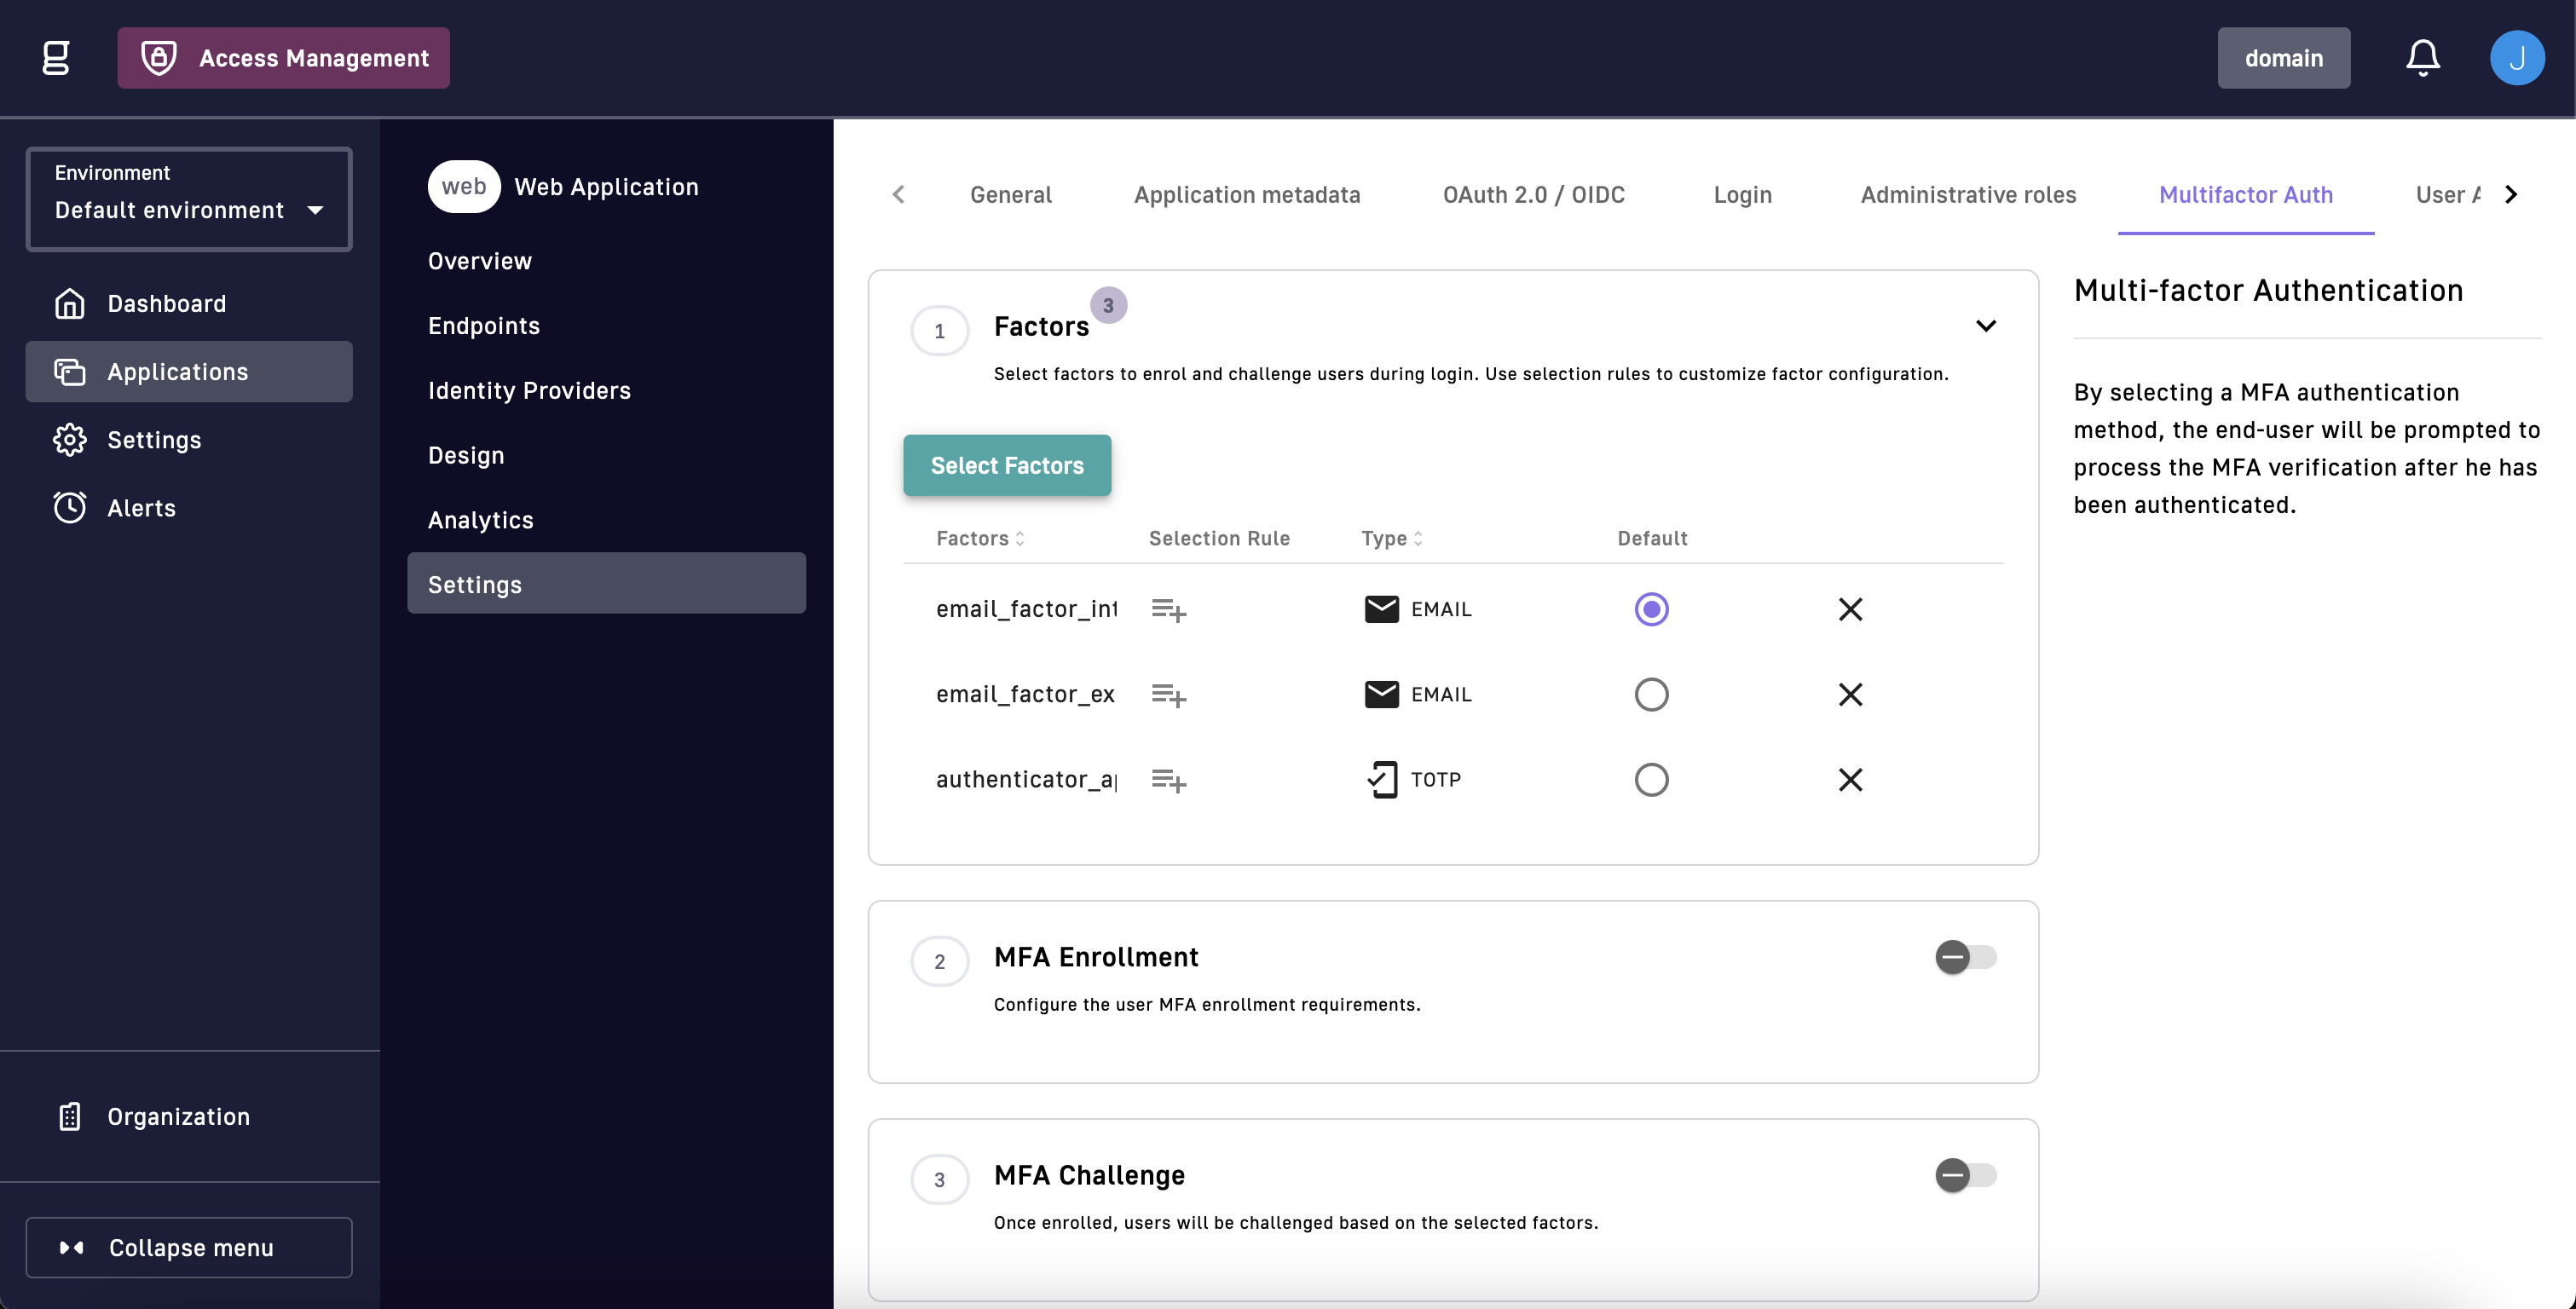 g
Access Management
domain
J
Environment
Default environment
Dashboard
Applications
Settings
Alerts
Organization
Collapse menu
web
Web Application
Overview
Endpoints
Identity Providers
Design
Analytics
Settings
General
Application metadata
OAuth 2.0 / OIDC
Login
Administrative roles
Multifactor Auth
User A
1
Factors
3
Select factors to enrol and challenge users during login. Use selection rules to customize factor configuration.
Select Factors
Factors Selection Rule Type Default
email_factor_int EMAIL
email_factor_ex EMAIL
authenticator_ap TOTP
2
MFA Enrollment
Configure the user MFA enrollment requirements.
3
MFA Challenge
Once enrolled, users will be challenged based on the selected factors.
Multi-factor Authentication
By selecting a MFA authentication
method, the end-user will be prompted to
process the MFA verification after he has
been authenticated.